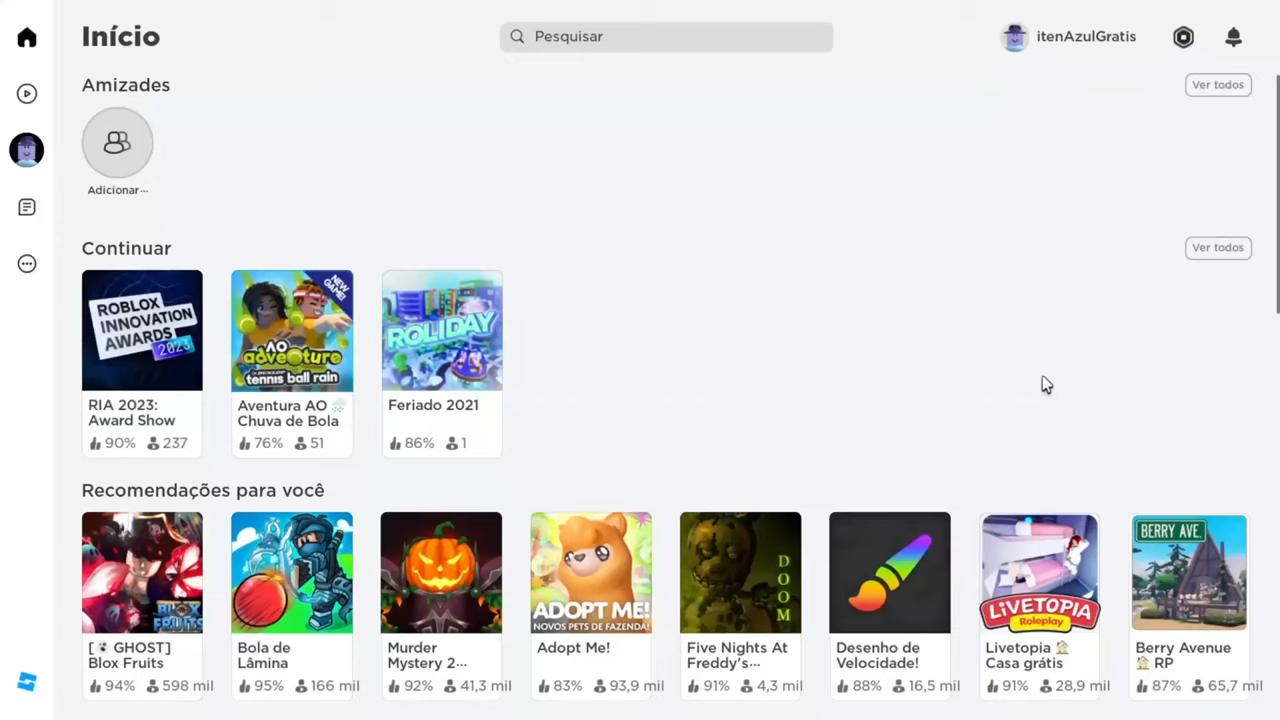 Início
Pesquisar
itenAzulGratis
Amizades
Ver todos
Adicionar...
Continuar
Ver todos
ROBLOX
INNOVATION
AWARDS
2023
NEW
GAME!
AO
adventure
tennis ball rain
ROLIDAY
RIA 2023:
Award Show
90% 237
Aventura AO 🌧
Chuva de Bola
76% 51
Feriado 2021
86% 1
Recomendações para você
BLOX
FRUITS
ADOPT ME!
NOVOS PETS DE FAZENDA!
DOOM
LIVETOPIA
Roleplay
BERRY AVE.
[👻 GHOST]
Blox Fruits
94% 598 mil
Bola de
Lâmina
95% 166 mil
Murder
Mystery 2...
92% 41,3 mil
Adopt Me!
83% 93,9 mil
Five Nights At
Freddy's...
91% 4,3 mil
Desenho de
Velocidade!
88% 16,5 mil
Livetopia 🏠
Casa grátis
91% 28,9 mil
Berry Avenue
🏠 RP
87% 65,7 mil